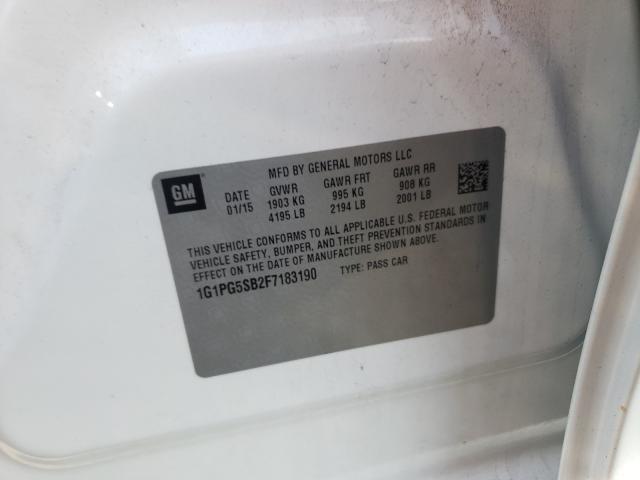 MFD BY GENERAL MOTORS LLC
GM
DATE GVWR GAWR FRT GAWR RR
01/15 1903 KG 995 KG 908 KG
4195 LB 2194 LB 2001 LB
THIS VEHICLE CONFORMS TO ALL APPLICABLE U.S. FEDERAL MOTOR
VEHICLE SAFETY, BUMPER, AND THEFT PREVENTION STANDARDS IN
EFFECT ON THE DATE OF MANUFACTURE SHOWN ABOVE.
1G1PG5SB2F7183190 TYPE: PASS CAR